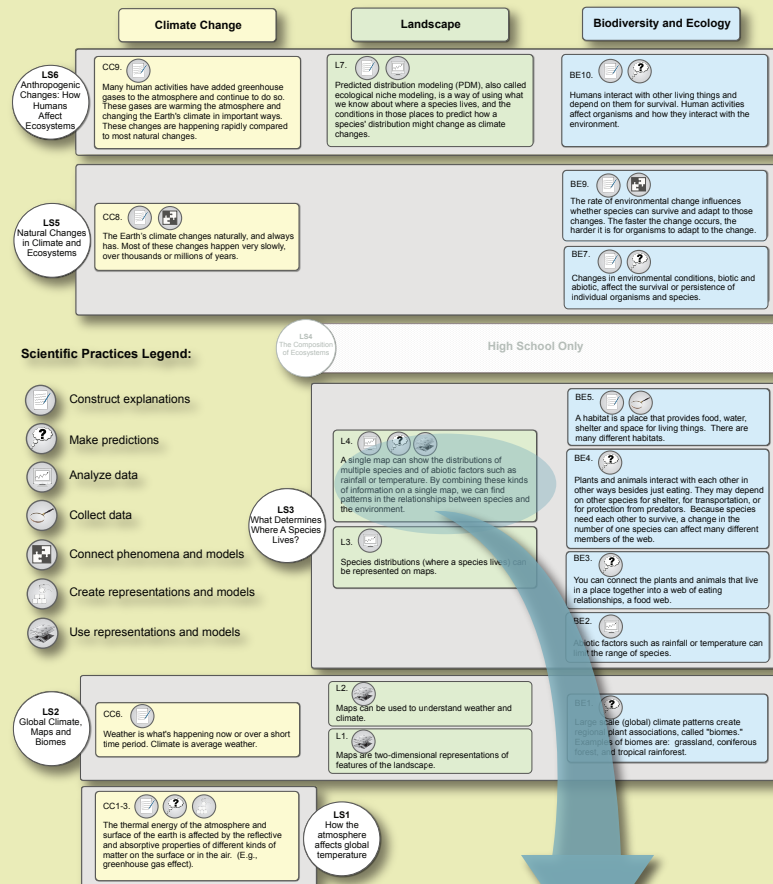 Climate Change
Landscape
Biodiversity and Ecology
LS6
Anthropogenic
Changes: How
Humans
Affect
Ecosystems
CC9.
Many human activities have added greenhouse
gases to the atmosphere and continue to do so.
These gases are warming the atmosphere and
changing the Earth's climate in important ways.
These changes are happening rapidly compared
to most natural changes.
L7.
Predicted distribution modeling (PDM), also called
ecological niche modeling, is a way of using what
we know about where a species lives, and the
conditions in those places to predict how a
species' distribution might change as climate
changes.
BE10.
Humans interact with other living things and
depend on them for survival. Human activities
affect organisms and how they interact with the
environment.
LS5
Natural Changes
in Climate and
Ecosystems
CC8.
The Earth's climate changes naturally, and always
has. Most of these changes happen very slowly,
over thousands or millions of years.
BE9.
The rate of environmental change influences
whether species can survive and adapt to those
changes. The faster the change occurs, the
harder it is for organisms to adapt to the change.
BE7.
Changes in environmental conditions, biotic and
abiotic, affect the survival or persistence of
individual organisms and species.
LS4
The Composition
of Ecosystems
High School Only
Scientific Practices Legend:
Construct explanations
Make predictions
Analyze data
Collect data
Connect phenomena and models
Create representations and models
Use representations and models
LS3
What Determines
Where A Species
Lives?
L4.
A single map can show the distributions of
multiple species and of abiotic factors such as
rainfall or temperature. By combining these kinds
of information on a single map, we can find
patterns in the relationships between species and
the environment.
L3.
Species distributions (where a species lives) can
be represented on maps.
BE5.
A habitat is a place that provides food, water,
shelter and space for living things. There are
many different habitats.
BE4.
Plants and animals interact with each other in
other ways besides just eating. They may depend
on other species for shelter, for transportation, or
for protection from predators. Because species
need each other to survive, a change in the
number of one species can affect many different
members of the web.
BE3.
You can connect the plants and animals that live
in a place together into a web of eating
relationships, a food web.
BE2.
Abiotic factors such as rainfall or temperature can
limit the range of species.
LS2
Global Climate,
Maps and
Biomes
CC6.
Weather is what's happening now or over a short
time period. Climate is average weather.
L2.
Maps can be used to understand weather and
climate.
L1.
Maps are two-dimensional representations of
features of the landscape.
BE1.
Large scale (global) climate patterns create
regional plant associations, called "biomes."
Examples of biomes are: grassland, coniferous
forest, and tropical rainforest.
CC1-3.
The thermal energy of the atmosphere and
surface of the earth is affected by the reflective
and absorptive properties of different kinds of
matter on the surface or in the air. (E.g.,
greenhouse gas effect).
LS1
How the
atmosphere
affects global
temperature